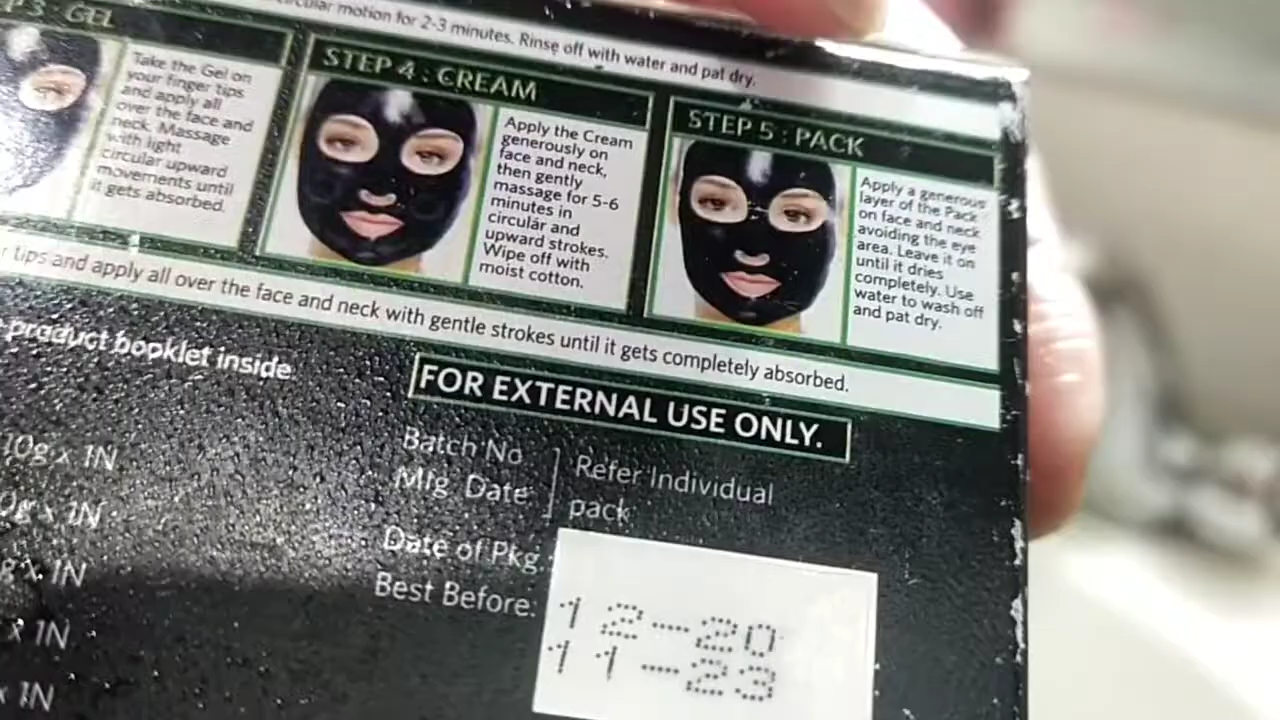 circular motion for 2-3 minutes. Rinse off with water and pat dry.
3 : GEL
Take the Gel on
your finger tips
and apply all
over the face and
neck. Massage
with light
circular upward
movements until
it gets absorbed.
STEP 4 : CREAM
Apply the Cream
generously on
face and neck,
then gently
massage for 5-6
minutes in
circular and
upward strokes.
Wipe off with
moist cotton.
STEP 5 : PACK
Apply a generous
layer of the Pack
on face and neck
avoiding the eye
area. Leave it on
until it dries
completely. Use
water to wash off
and pat dry.
tips and apply all over the face and neck with gentle strokes until it gets completely absorbed.
product booklet inside
FOR EXTERNAL USE ONLY.
10g x 1N
0g x 1N
g x 1N
x 1N
x 1N
Batch No
Mfg. Date
Refer Individual
pack
Date of Pkg.
Best Before:
12-20
11-23